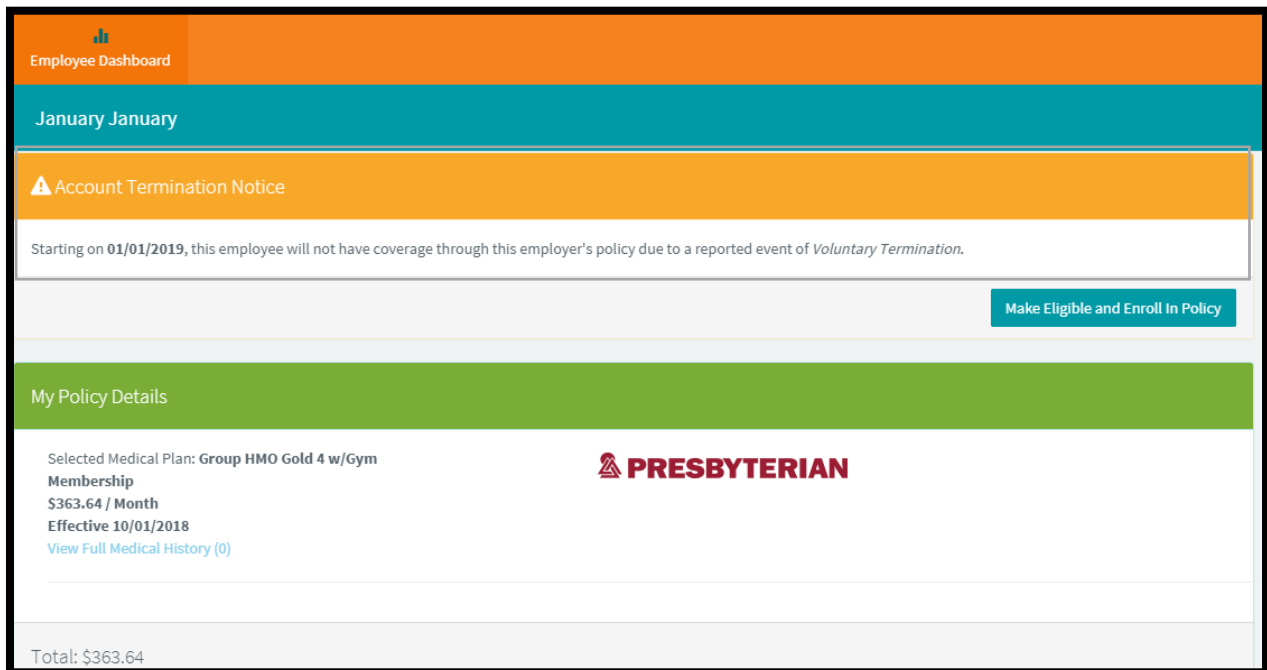 Employee Dashboard
January January
Account Termination Notice
Starting on 01/01/2019, this employee will not have coverage through this employer's policy due to a reported event of Voluntary Termination.
Make Eligible and Enroll In Policy
My Policy Details
Selected Medical Plan: Group HMO Gold 4 w/Gym
Membership
$363.64 / Month
Effective 10/01/2018
View Full Medical History (0)
PRESBYTERIAN
Total: $363.64